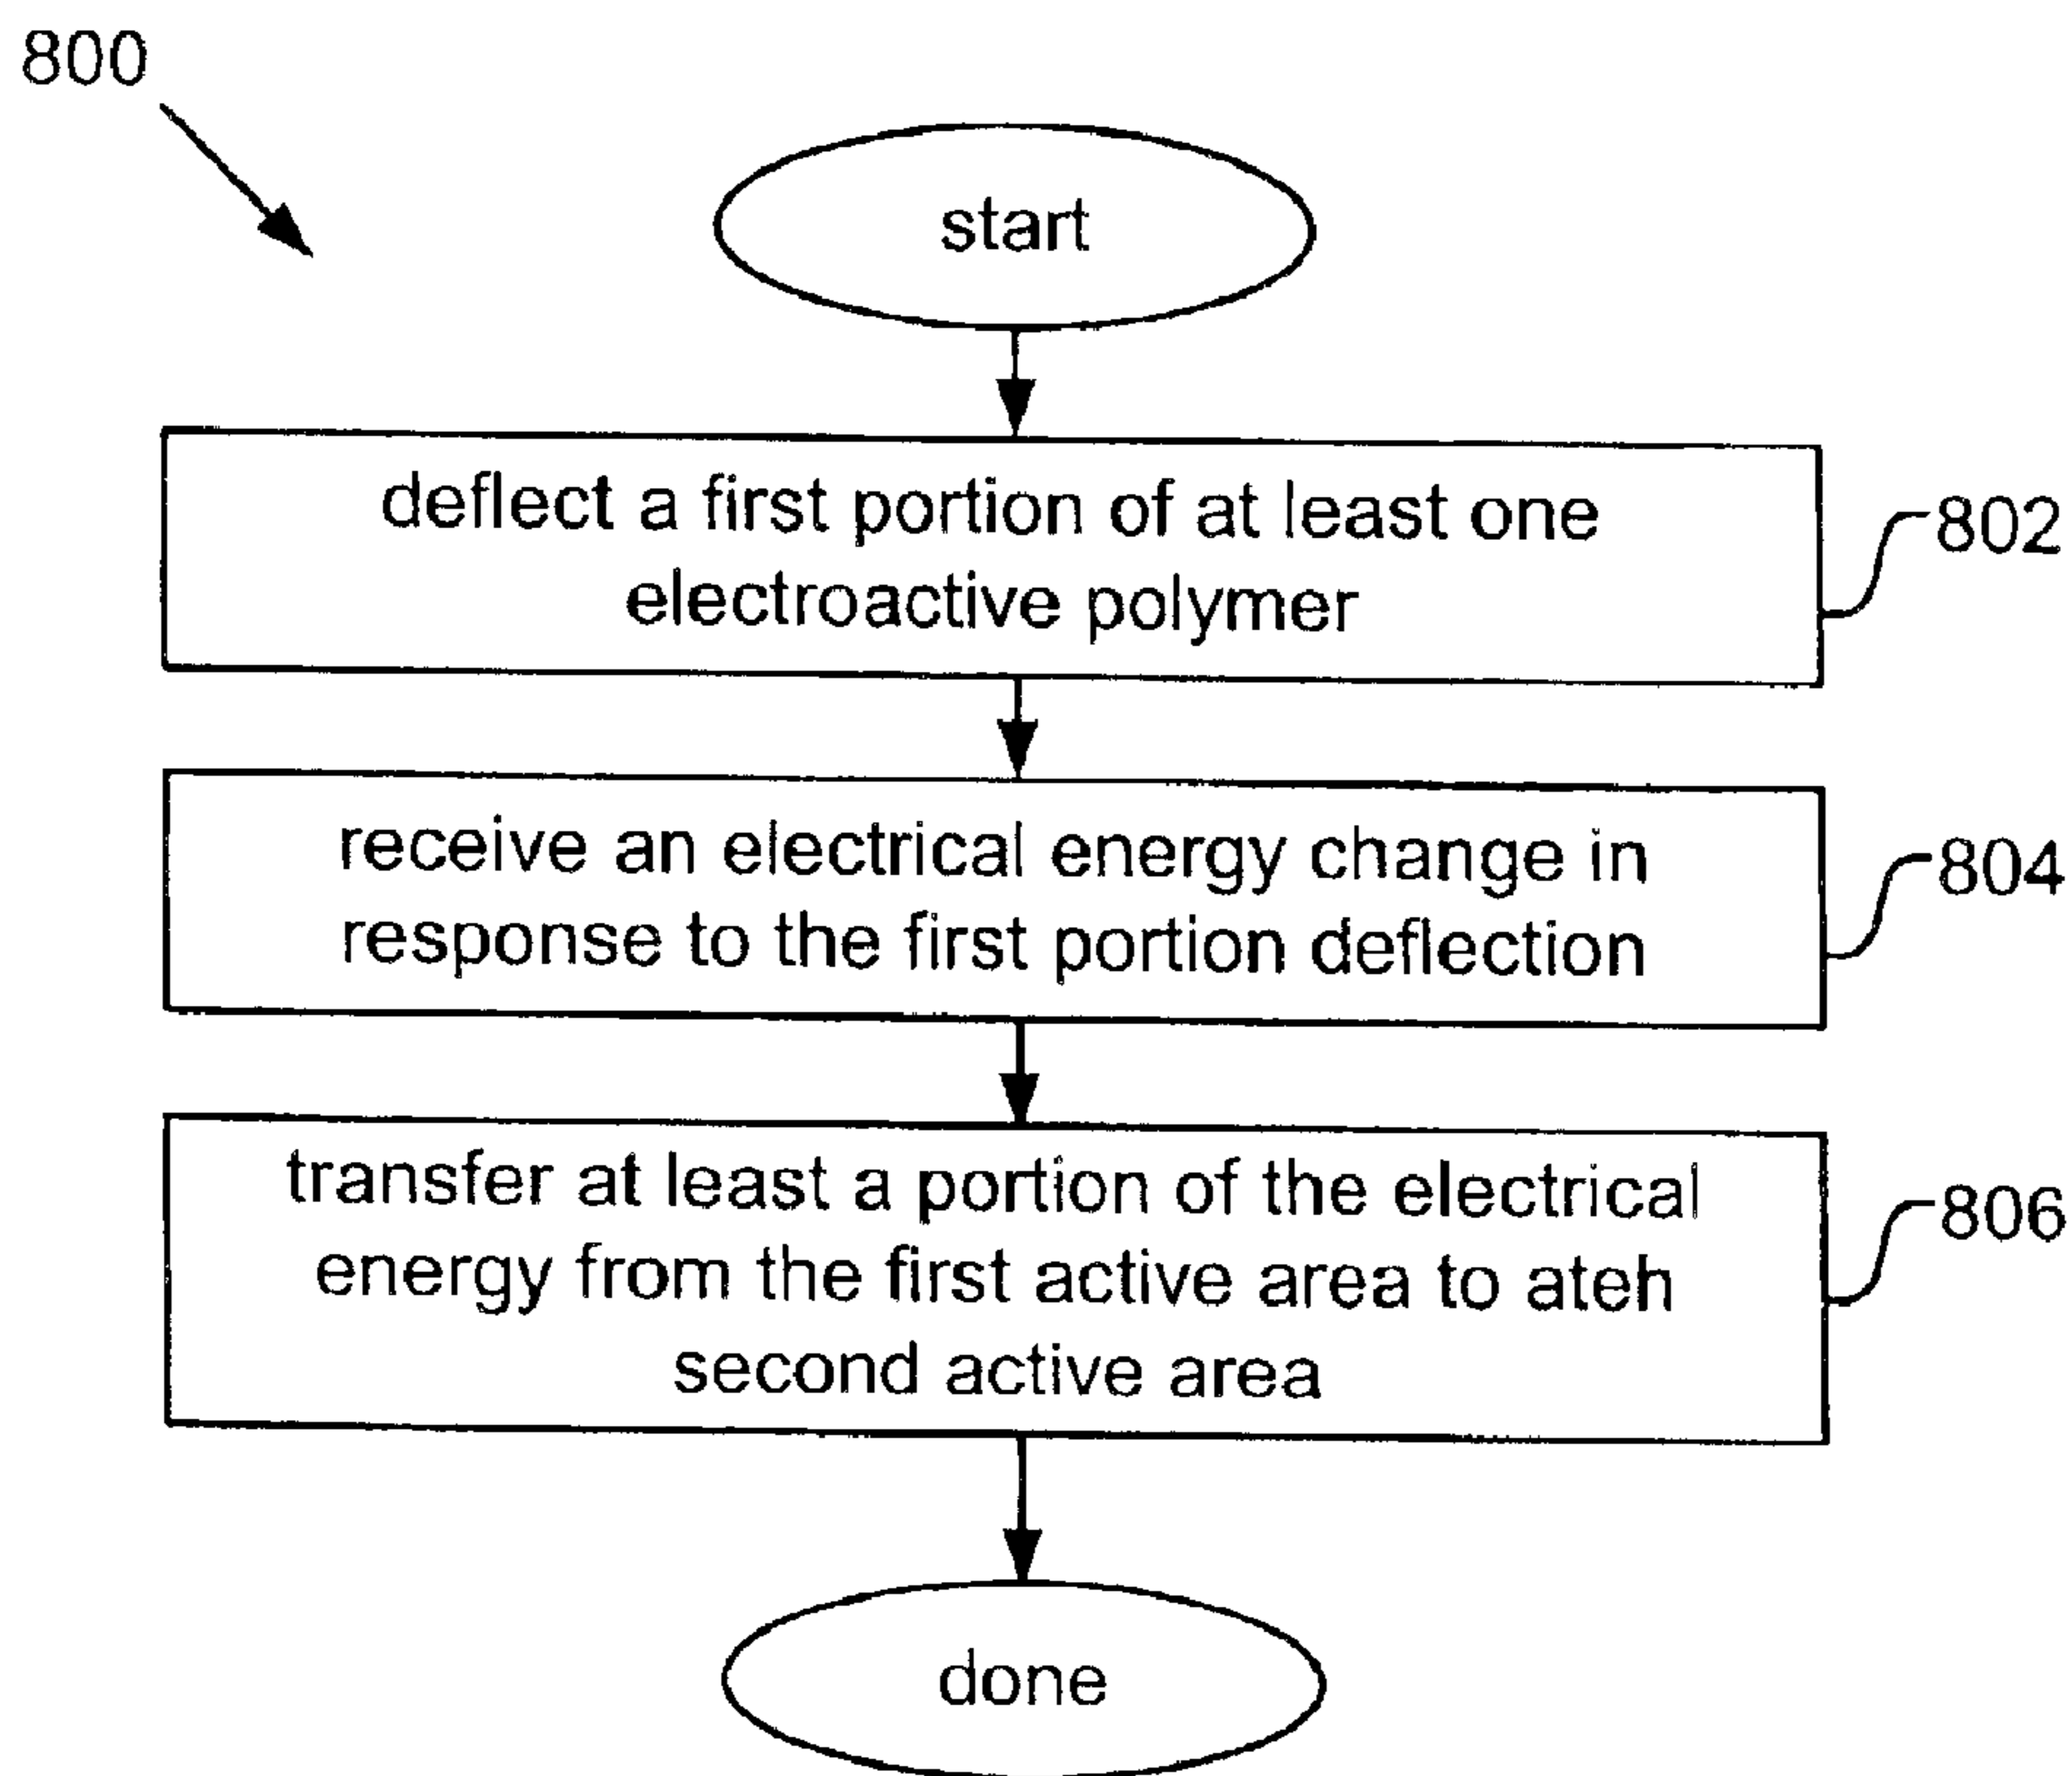 800
start
deflect a first portion of at least one
electroactive polymer
802
receive an electrical energy change in
response to the first portion deflection
804
transfer at least a portion of the electrical
energy from the first active area to ateh
second active area
806
done